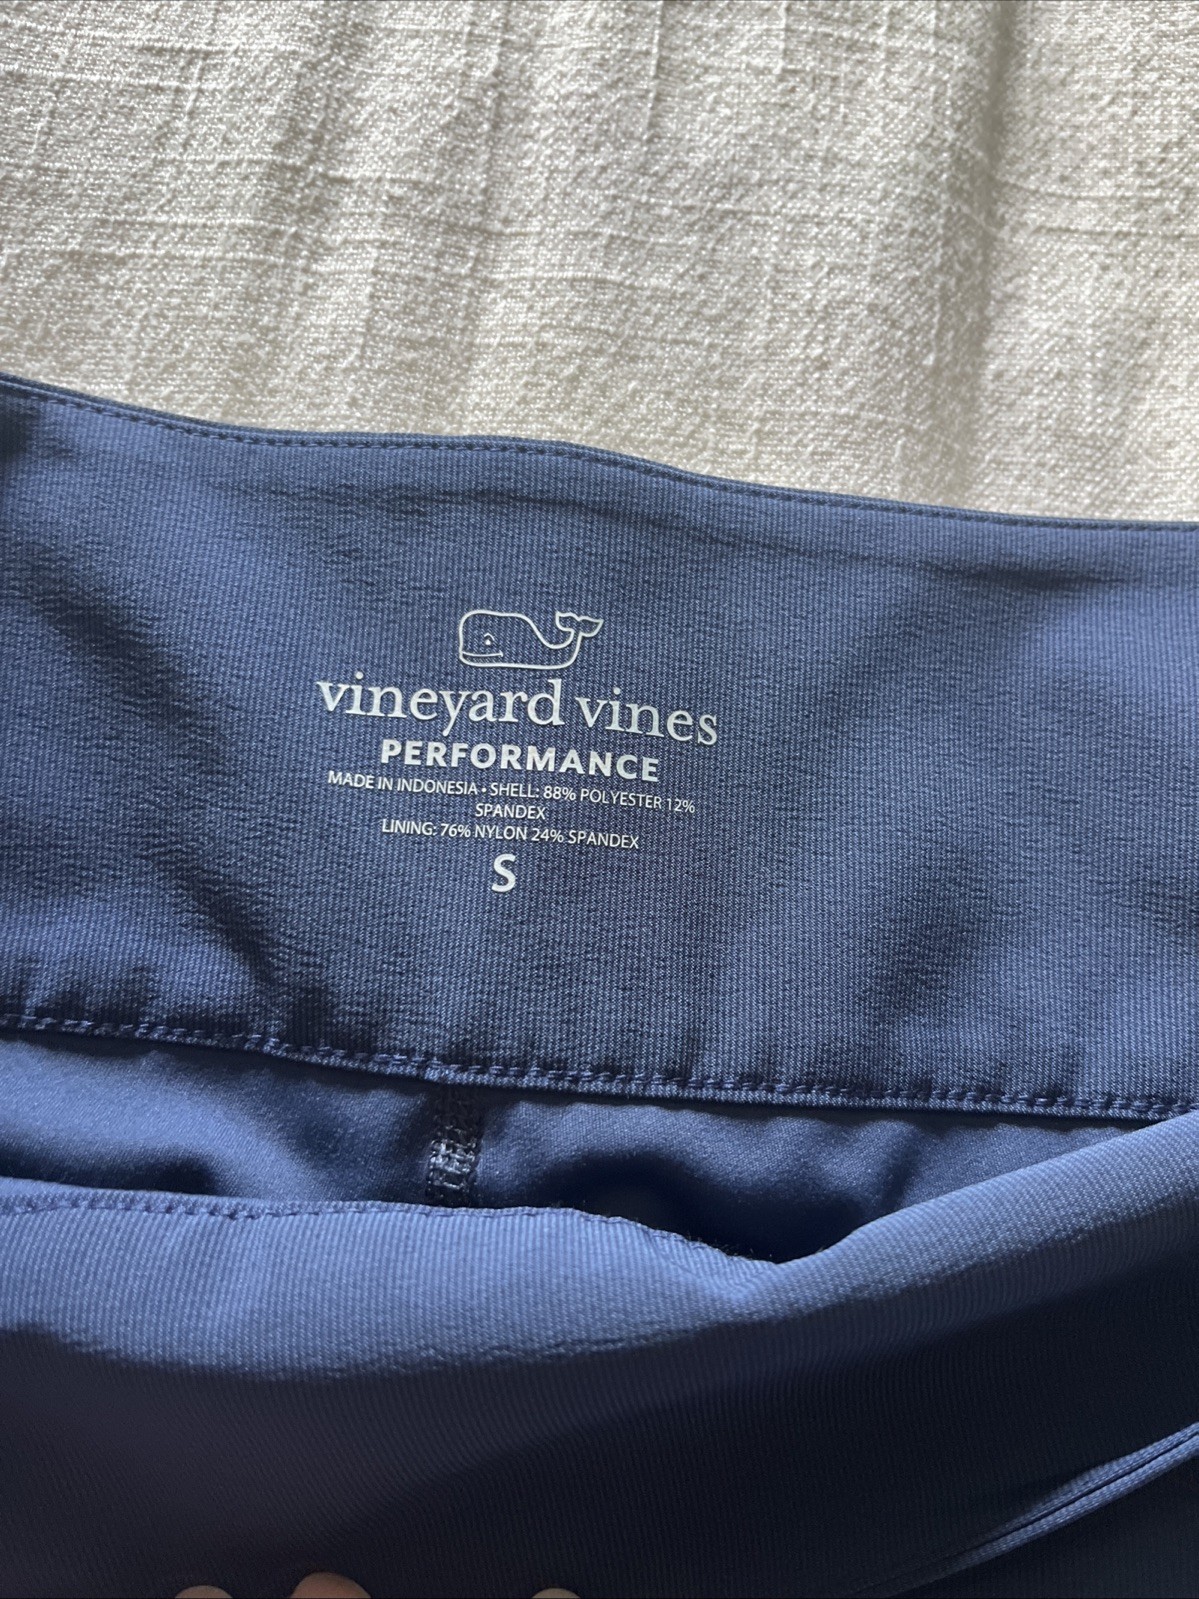 vineyard vines
PERFORMANCE
MADE IN INDONESIA • SHELL: 88% POLYESTER 12%
SPANDEX
LINING: 76% NYLON 24% SPANDEX
S